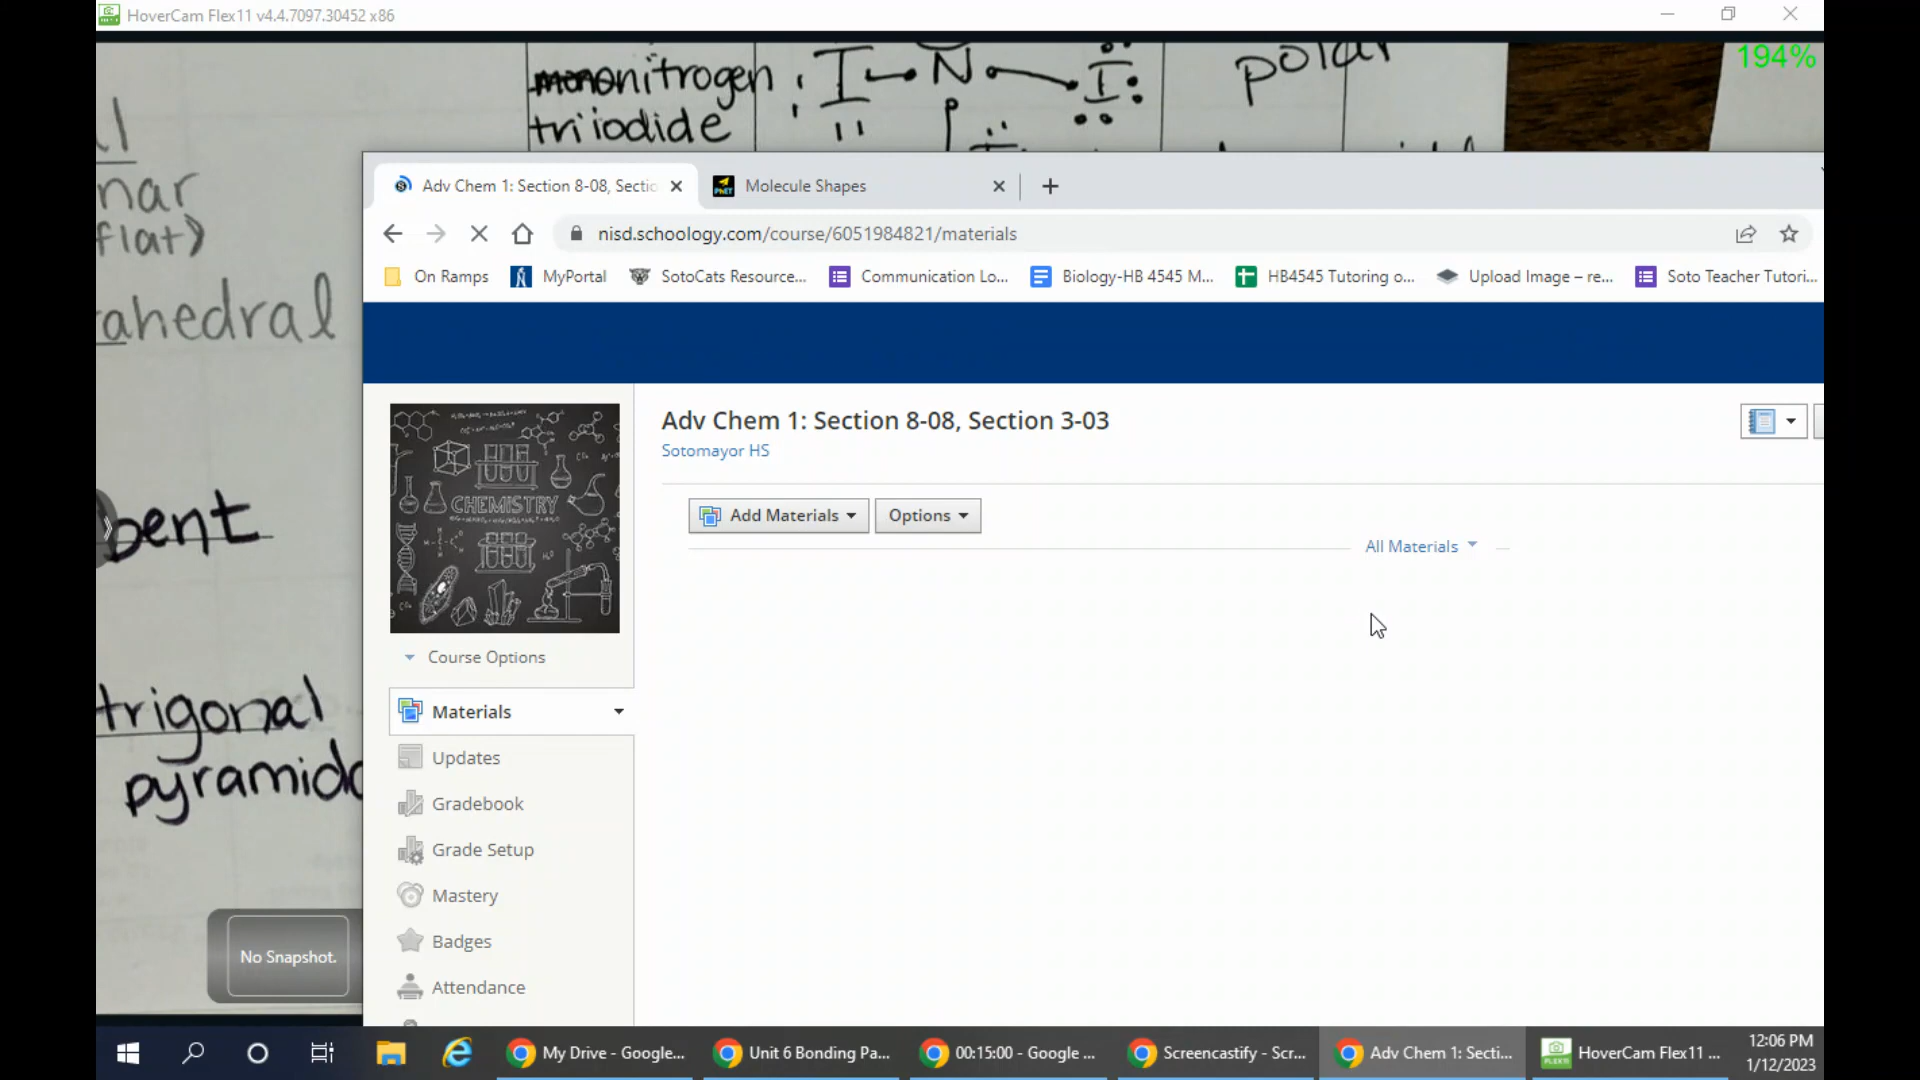 HoverCam Flex11 v4.4.7097.30452 x86
polar
194%
nitrogen
triiodide
: I N I :
nar
flat)
ahedral
bent
trigonal
pyramida
Adv Chem 1: Section 8-08, Sectio
Molecule Shapes
nisd.schoology.com/course/6051984821/materials
On Ramps
MyPortal
SotoCats Resource...
Communication Lo...
Biology-HB 4545 M...
HB4545 Tutoring o...
Upload Image – re...
Soto Teacher Tutori...
CHEMISTRY
Adv Chem 1: Section 8-08, Section 3-03
Sotomayor HS
Add Materials
Options
All Materials
Course Options
Materials
Updates
Gradebook
Grade Setup
Mastery
Badges
Attendance
No Snapshot.
My Drive - Google...
Unit 6 Bonding Pa...
00:15:00 - Google ...
Screencastify - Scr...
Adv Chem 1: Secti...
HoverCam Flex11 ...
12:06 PM
1/12/2023